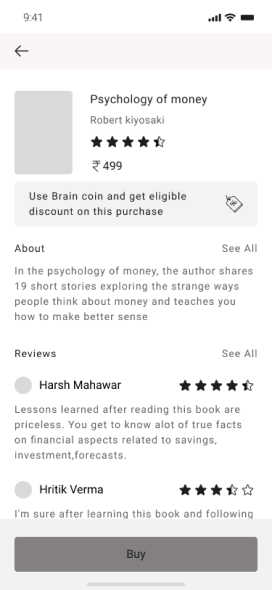 9:41
Psychology of money
Robert kiyosaki
₹ 499
Use Brain coin and get eligible
discount on this purchase
About
See All
In the psychology of money, the author shares
19 short stories exploring the strange ways
people think about money and teaches you
how to make better sense
Reviews
See All
Harsh Mahawar
Lessons learned after reading this book are
priceless. You get to know alot of true facts
on financial aspects related to savings,
investment,forecasts.
Hritik Verma
I'm sure after learning this book and following
Buy